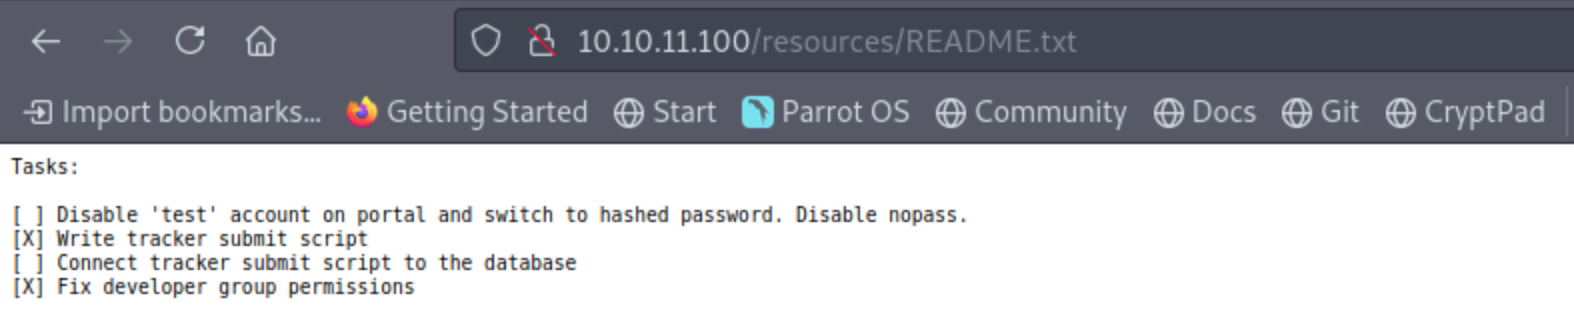 10.10.11.100/resources/README.txt
Import bookmarks... Getting Started Start Parrot OS Community Docs Git CryptPad
Tasks:
[ ] Disable 'test' account on portal and switch to hashed password. Disable nopass.
[X] Write tracker submit script
[ ] Connect tracker submit script to the database
[X] Fix developer group permissions